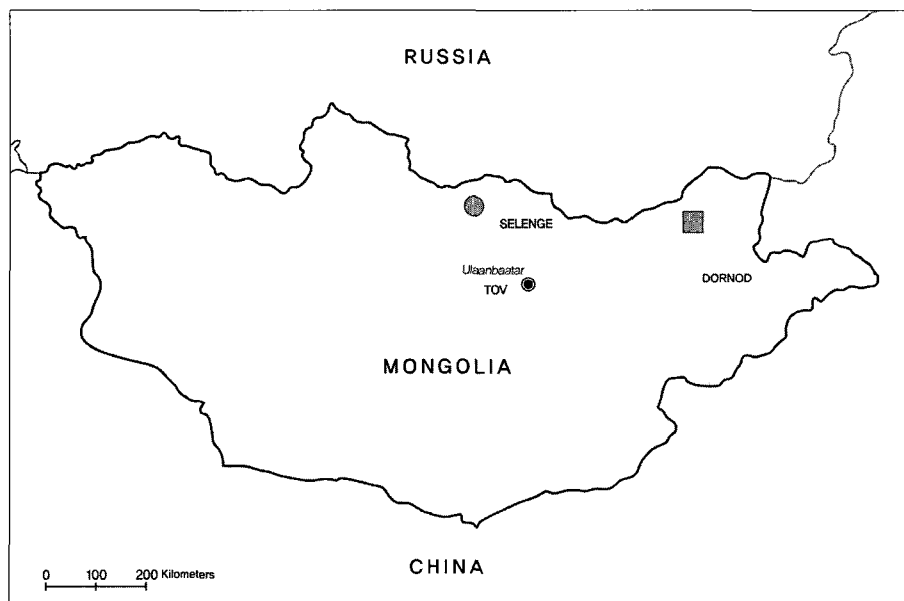 RUSSIA
SELENGE
Ulaanbaatar
TOV
DORNOD
MONGOLIA
CHINA
0 100 200 Kilometers